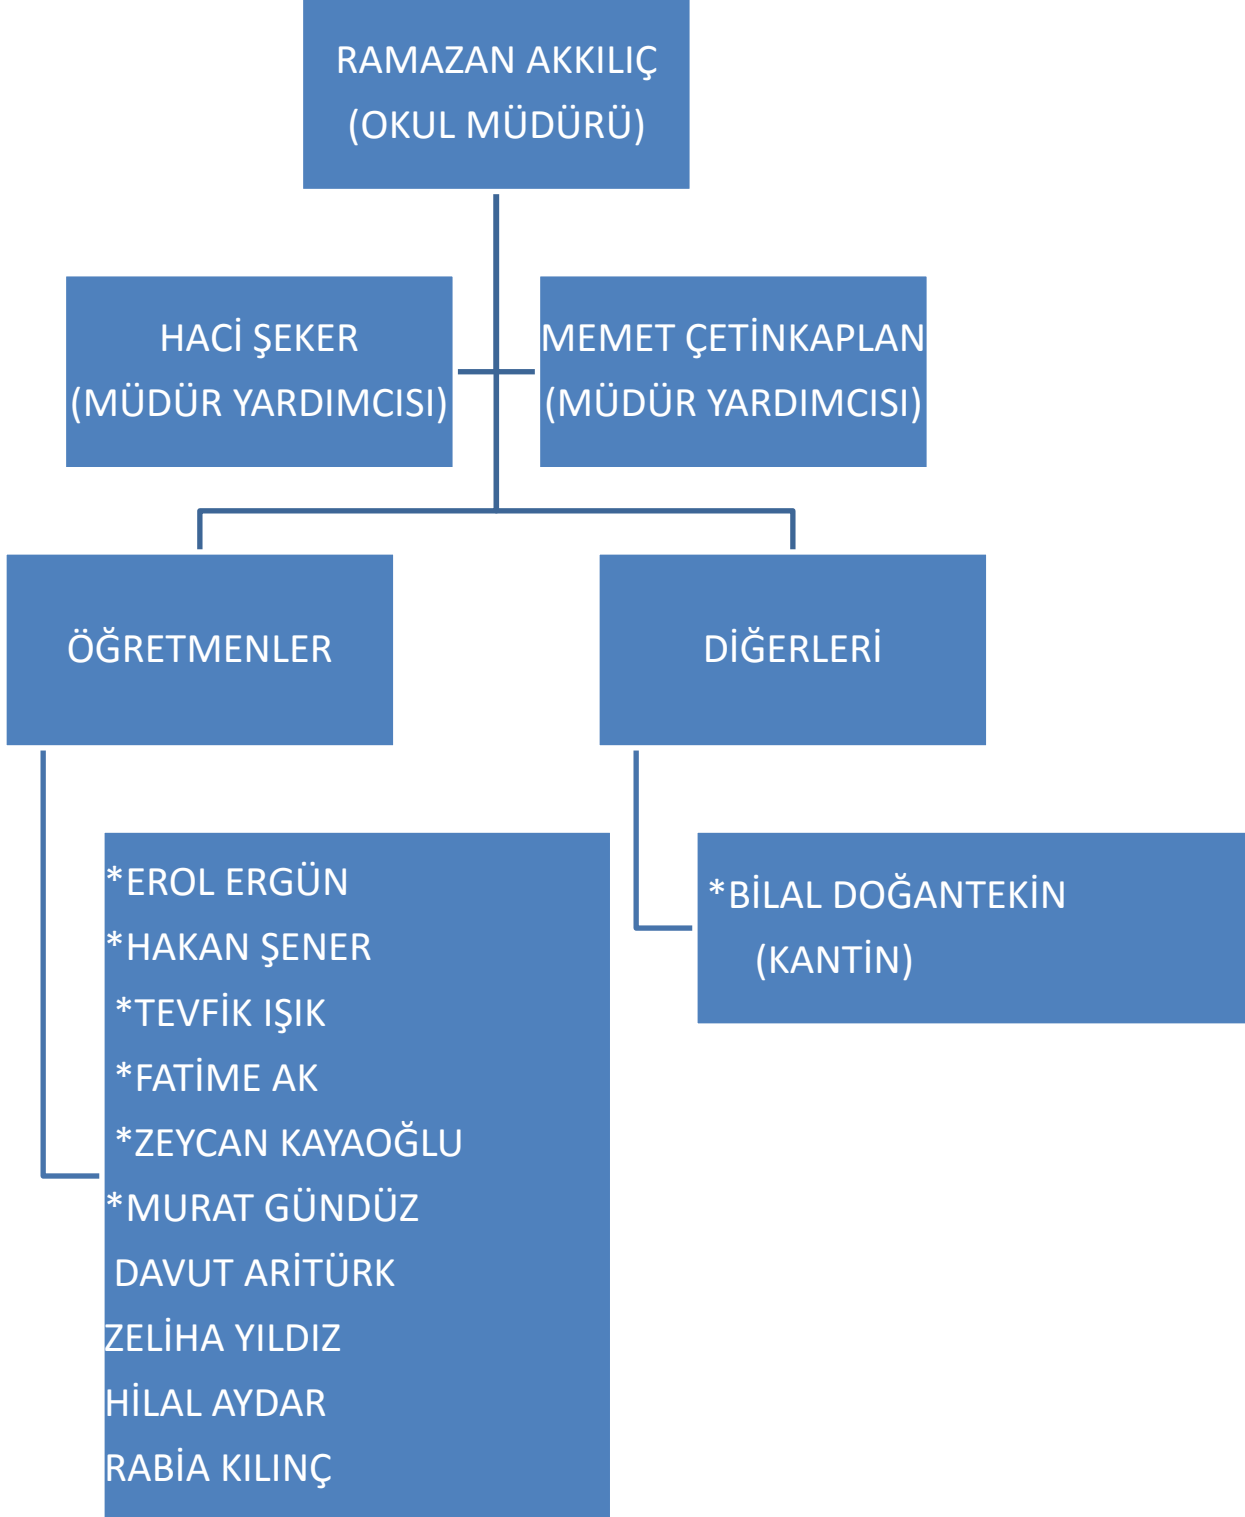 RAMAZAN AKKILIÇ
(OKUL MÜDÜRÜ)
HACİ ŞEKER
(MÜDÜR YARDIMCISI)
MEMET ÇETİNKAPLAN
(MÜDÜR YARDIMCISI)
ÖĞRETMENLER
DİĞERLERİ
*EROL ERGÜN
*HAKAN ŞENER
*TEVFİK IŞIK
*FATİME AK
*ZEYCAN KAYAOĞLU
*MURAT GÜNDÜZ
DAVUT ARİTÜRK
ZELİHA YILDIZ
HİLAL AYDAR
RABİA KILINÇ
*BİLAL DOĞANTEKİN
(KANTİN)